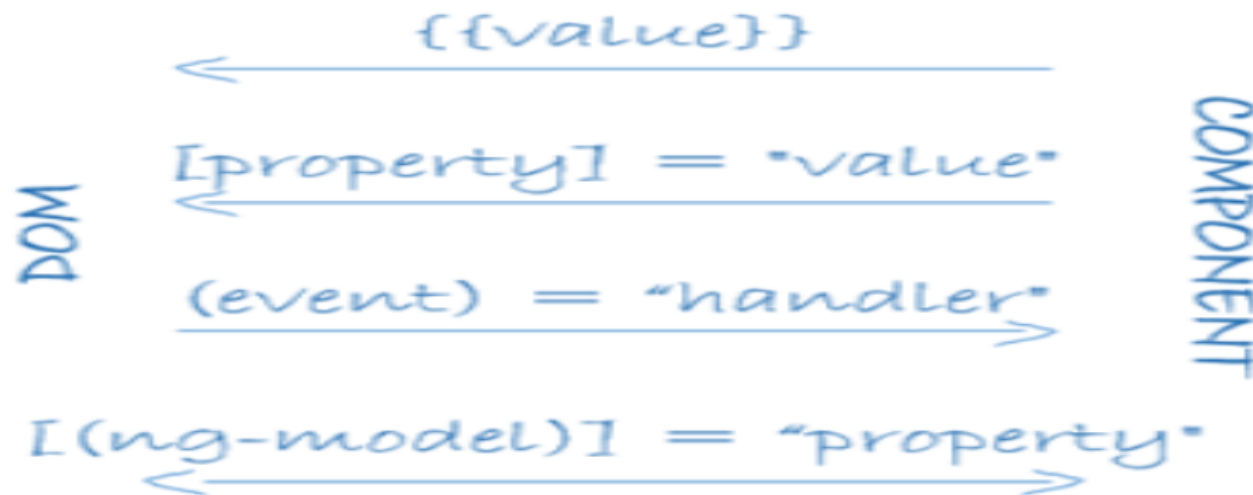 {{value}}
[property] = "value"
DOM
COMPONENT
(event) = "handler"
[(ng-model)] = "property"